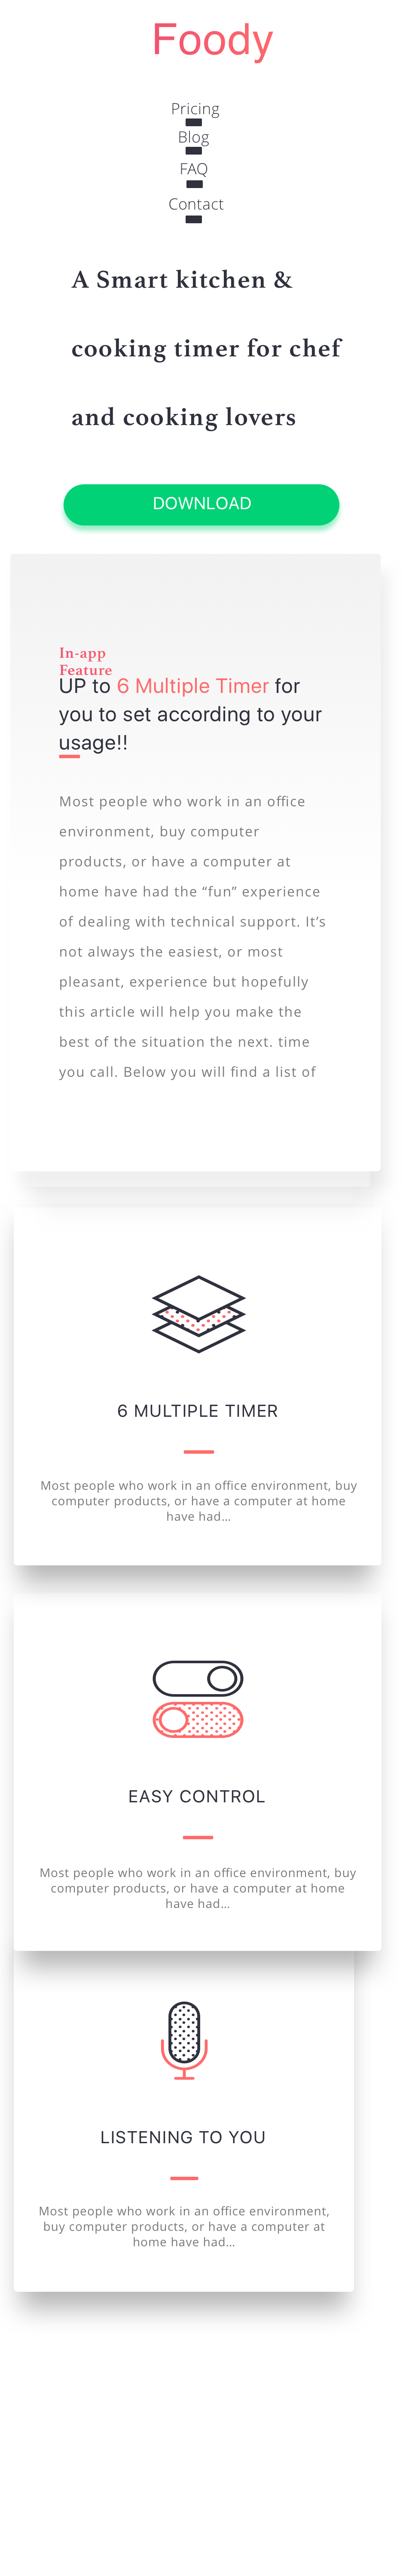 Foody
Pricing
Blog
FAQ
Contact
A Smart kitchen &
cooking timer for chef
and cooking lovers
DOWNLOAD
In-app
Feature
UP to 6 Multiple Timer for
you to set according to your
usage!!
Most people who work in an office
environment, buy computer
products, or have a computer at
home have had the “fun” experience
of dealing with technical support. It’s
not always the easiest, or most
pleasant, experience but hopefully
this article will help you make the
best of the situation the next. time
you call. Below you will find a list of
6 MULTIPLE TIMER
Most people who work in an office environment, buy
computer products, or have a computer at home
have had...
EASY CONTROL
Most people who work in an office environment, buy
computer products, or have a computer at home
have had...
LISTENING TO YOU
Most people who work in an office environment,
buy computer products, or have a computer at
home have had...